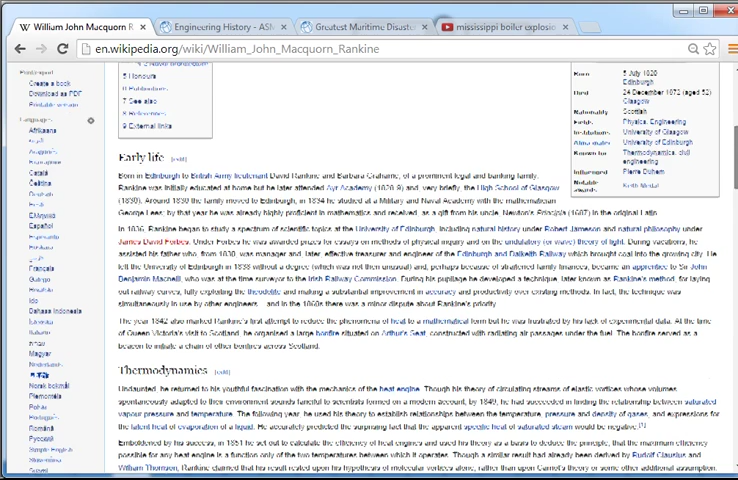 William John Macquorn R
Engineering History - ASM
Greatest Maritime Disaste
mississippi boiler explosio
en.wikipedia.org/wiki/William_John_Macquorn_Rankine
Create a book
Download as PDF
Printable version
Languages
Afrikaans
Català
Čeština
Deutsch
Eesti
Ελληνικά
Español
Esperanto
Euskara
Français
Galego
Hrvatski
Ido
Bahasa Indonesia
Íslenska
Italiano
עברית
Magyar
Nederlands
日本語
Norsk bokmål
Piemontèis
Polski
Português
Română
Русский
Simple English
Slovenčina
Suomi
5 Honours
6 Publications
7 See also
8 References
9 External links
Born 5 July 1820
Edinburgh
Died 24 December 1872 (aged 52)
Glasgow
Nationality Scottish
Fields Physics, Engineering
Institutions University of Glasgow
Alma mater University of Edinburgh
Known for Thermodynamics, civil
engineering
Influenced Pierre Duhem
Notable
awards Keith Medal
Early life [edit]
Born in Edinburgh to British Army lieutenant David Rankine and Barbara Grahame, of a prominent legal and banking family.
Rankine was initially educated at home but he later attended Ayr Academy (1828-9) and, very briefly, the High School of Glasgow
(1830). Around 1830 the family moved to Edinburgh, in 1834 he studied at a Military and Naval Academy with the mathematician
George Lees; by that year he was already highly proficient in mathematics and received, as a gift from his uncle, Newton's Principia (1687) in the original Latin.
In 1836, Rankine began to study a spectrum of scientific topics at the University of Edinburgh, including natural history under Robert Jameson and natural philosophy under
James David Forbes. Under Forbes he was awarded prizes for essays on methods of physical inquiry and on the undulatory (or wave) theory of light. During vacations, he
assisted his father who, from 1830, was manager and, later, effective treasurer and engineer of the Edinburgh and Dalkeith Railway which brought coal into the growing city. He
left the University of Edinburgh in 1838 without a degree (which was not then unusual) and, perhaps because of straitened family finances, became an apprentice to Sir John
Benjamin Macneill, who was at the time surveyor to the Irish Railway Commission. During his pupilage he developed a technique, later known as Rankine's method, for laying
out railway curves, fully exploiting the theodolite and making a substantial improvement in accuracy and productivity over existing methods. In fact, the technique was
simultaneously in use by other engineers – and in the 1860s there was a minor dispute about Rankine's priority.
The year 1842 also marked Rankine's first attempt to reduce the phenomena of heat to a mathematical form but he was frustrated by his lack of experimental data. At the time
of Queen Victoria's visit to Scotland, he organised a large bonfire situated on Arthur's Seat, constructed with radiating air passages under the fuel. The bonfire served as a
beacon to initiate a chain of other bonfires across Scotland.
Thermodynamics [edit]
Undaunted, he returned to his youthful fascination with the mechanics of the heat engine. Though his theory of circulating streams of elastic vortices whose volumes
spontaneously adapted to their environment sounds fanciful to scientists formed on a modern account, by 1849, he had succeeded in finding the relationship between saturated
vapour pressure and temperature. The following year, he used his theory to establish relationships between the temperature, pressure and density of gases, and expressions for
the latent heat of evaporation of a liquid. He accurately predicted the surprising fact that the apparent specific heat of saturated steam would be negative.
Emboldened by his success, in 1851 he set out to calculate the efficiency of heat engines and used his theory as a basis to deduce the principle, that the maximum efficiency
possible for any heat engine is a function only of the two temperatures between which it operates. Though a similar result had already been derived by Rudolf Clausius and
William Thomson, Rankine claimed that his result rested upon his hypothesis of molecular vortices alone, rather than upon Carnot's theory or some other additional assumption.